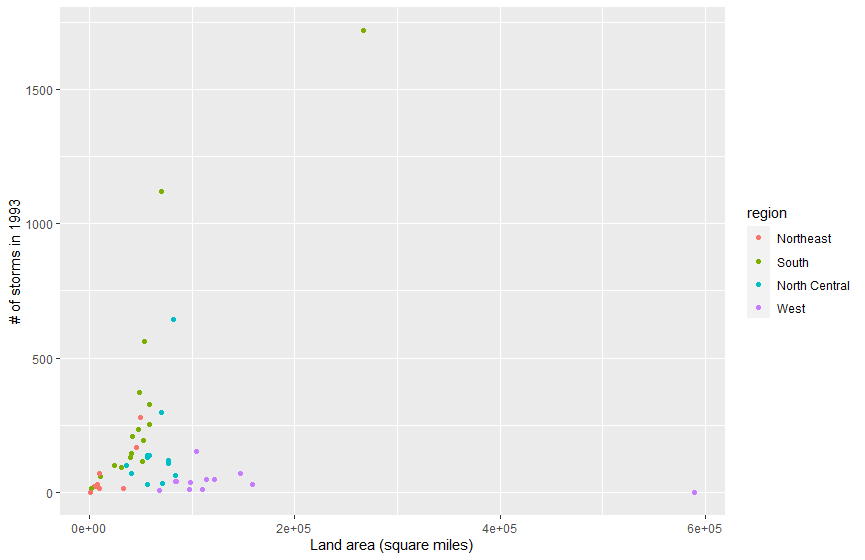 1500
1000
500
0
# of storms in 1993
0e+00
2e+05
4e+05
6e+05
Land area (square miles)
region
Northeast
South
North Central
West